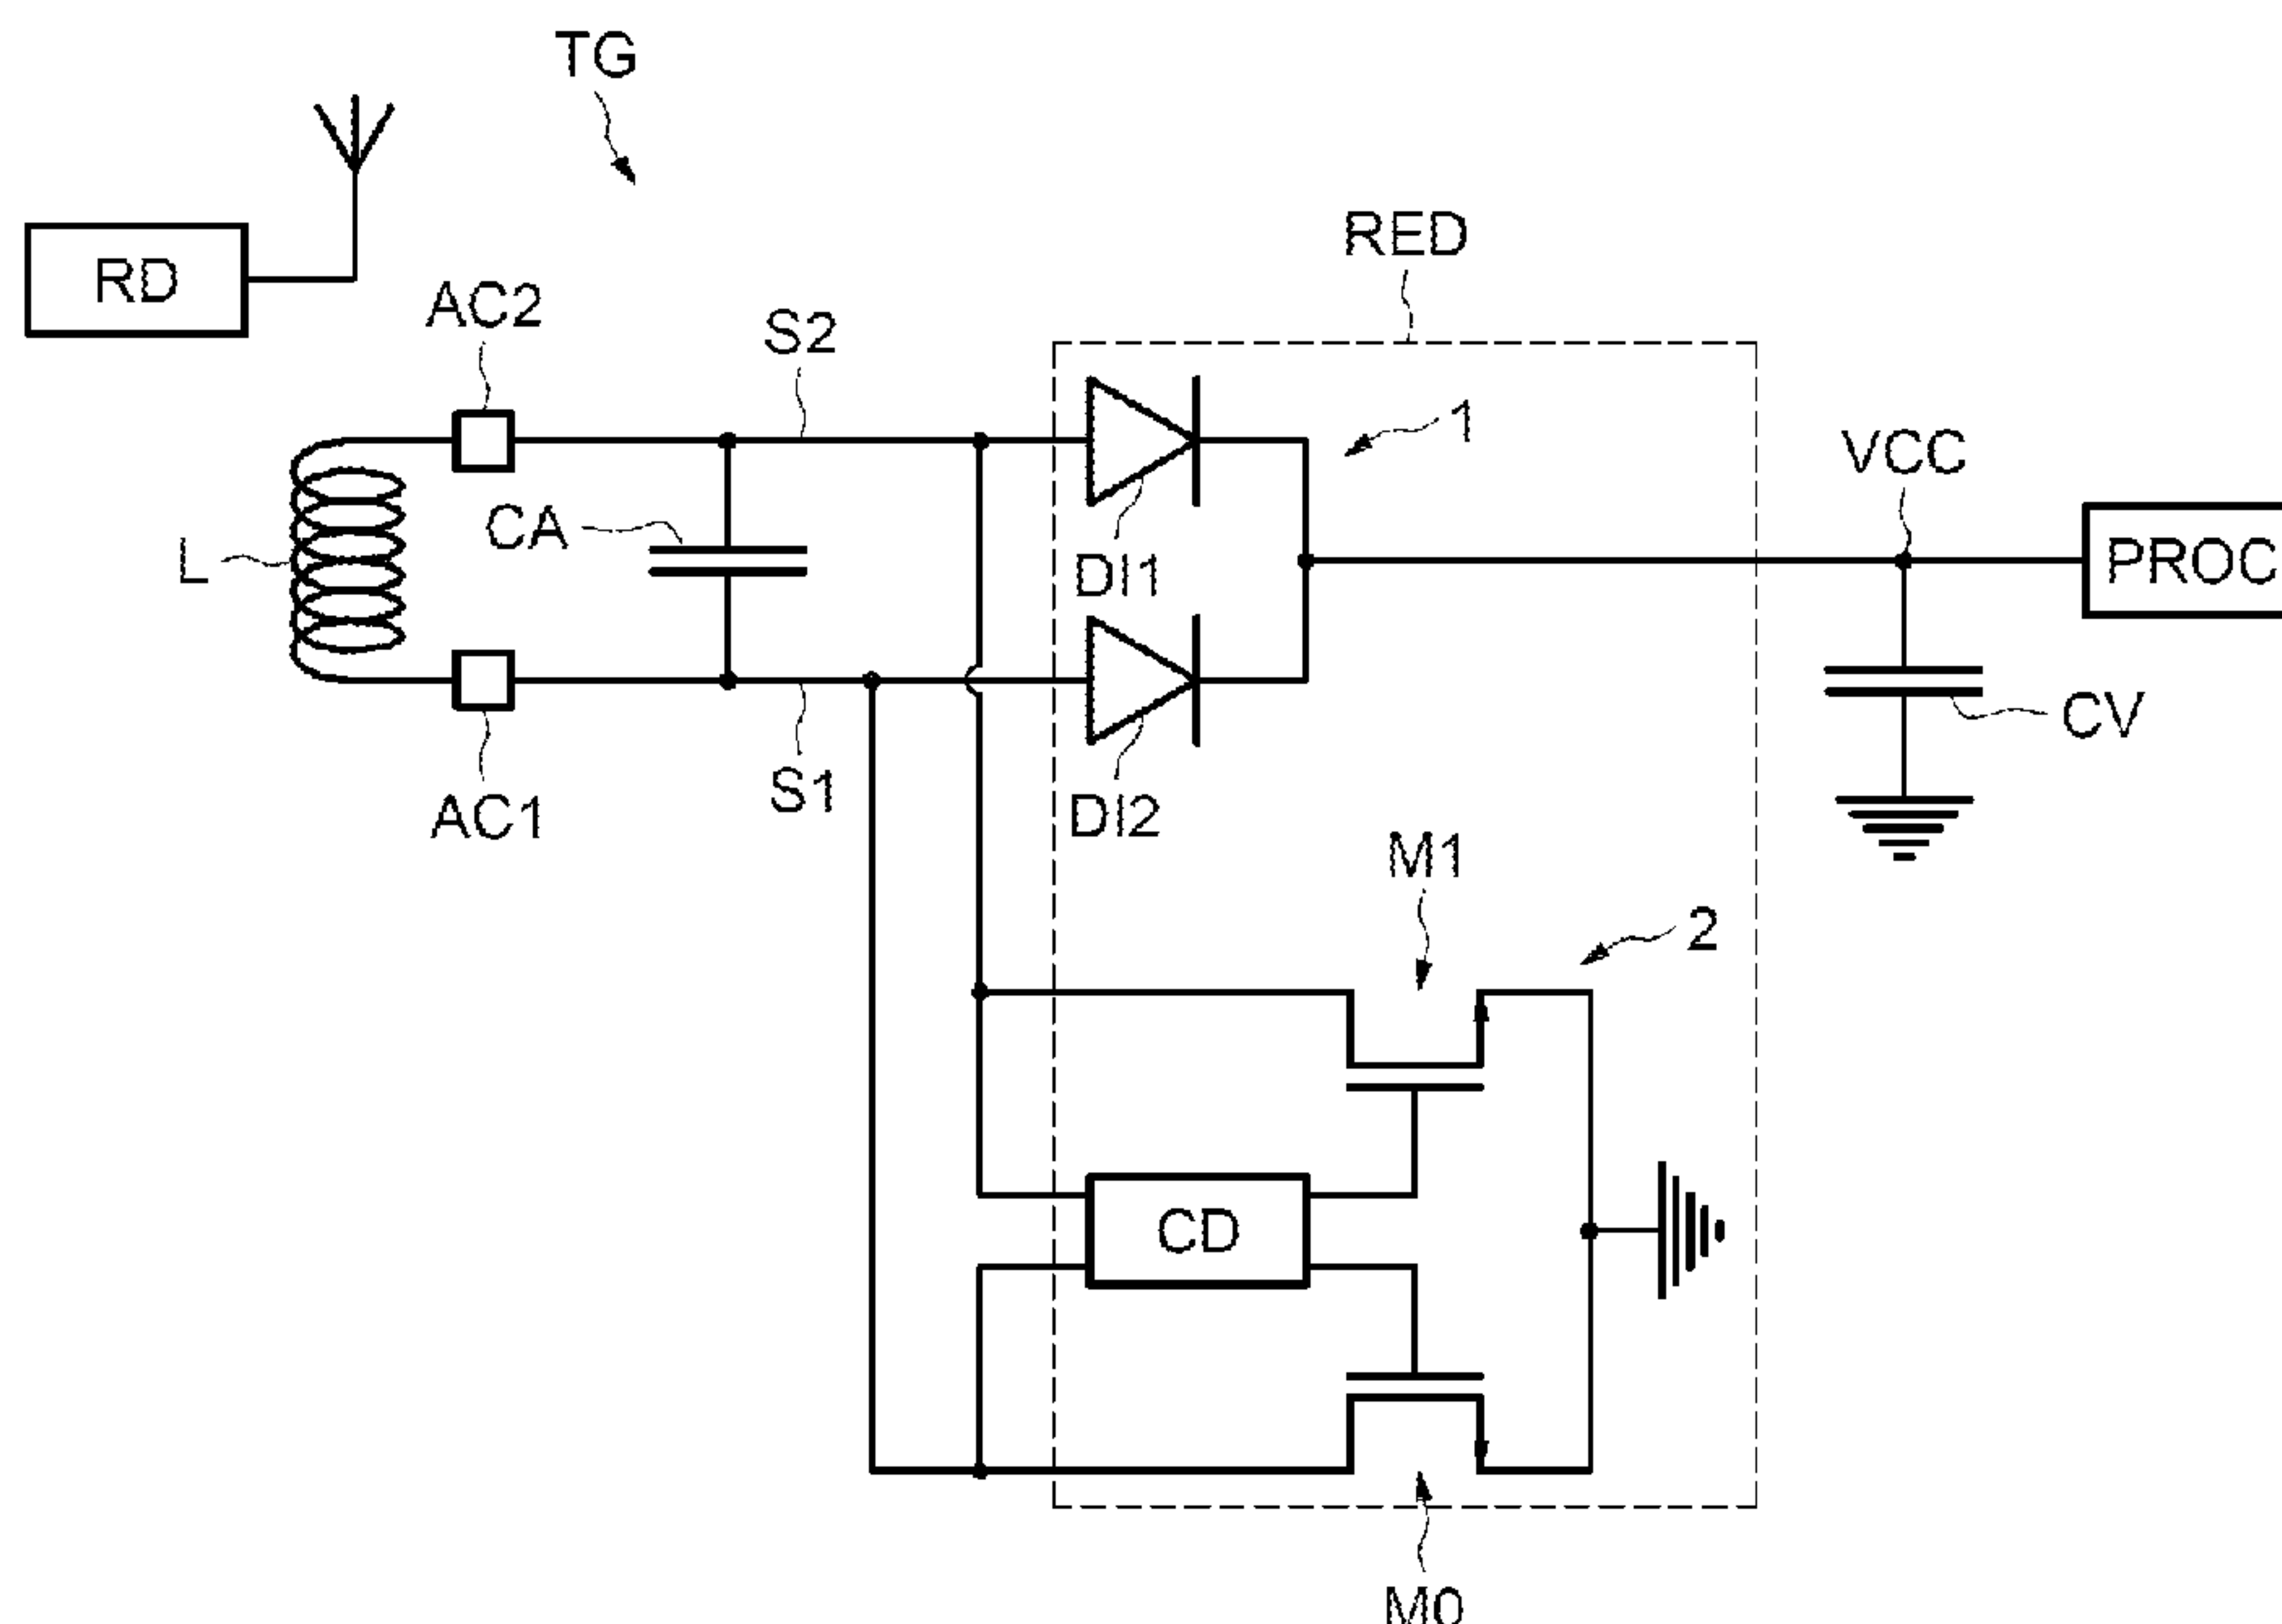 TG
RD
AC2
S2
RED
1
VCC
L
CA
DI1
PROC
AC1
S1
DI2
CV
M1
2
CD
M0